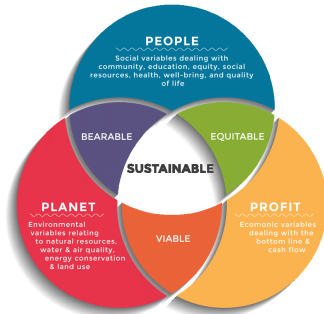 PEOPLE
Social variables dealing with
community, education, equity, social
resources, health, well-bring, and quality
of life
BEARABLE
EQUITABLE
SUSTAINABLE
PLANET
Environmental
variables relating
to natural resources,
water & air quality,
energy conservation
& land use
VIABLE
PROFIT
Ecomonic variables
dealing with the
bottom line &
cash flow